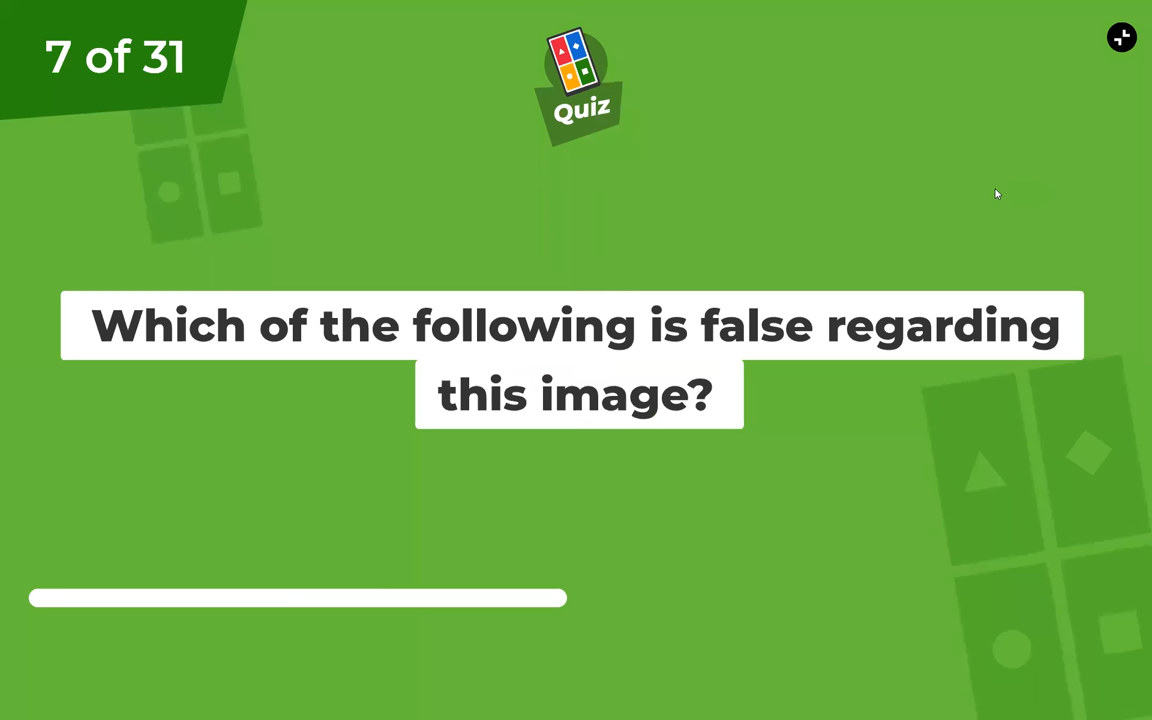 7 of 31
Quiz
Which of the following is false regarding
this image?